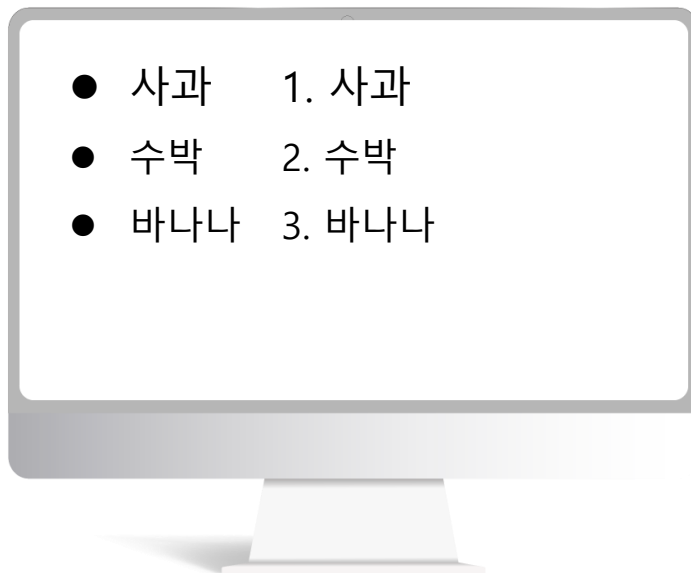 ● 사과 1. 사과
● 수박 2. 수박
● 바나나 3. 바나나